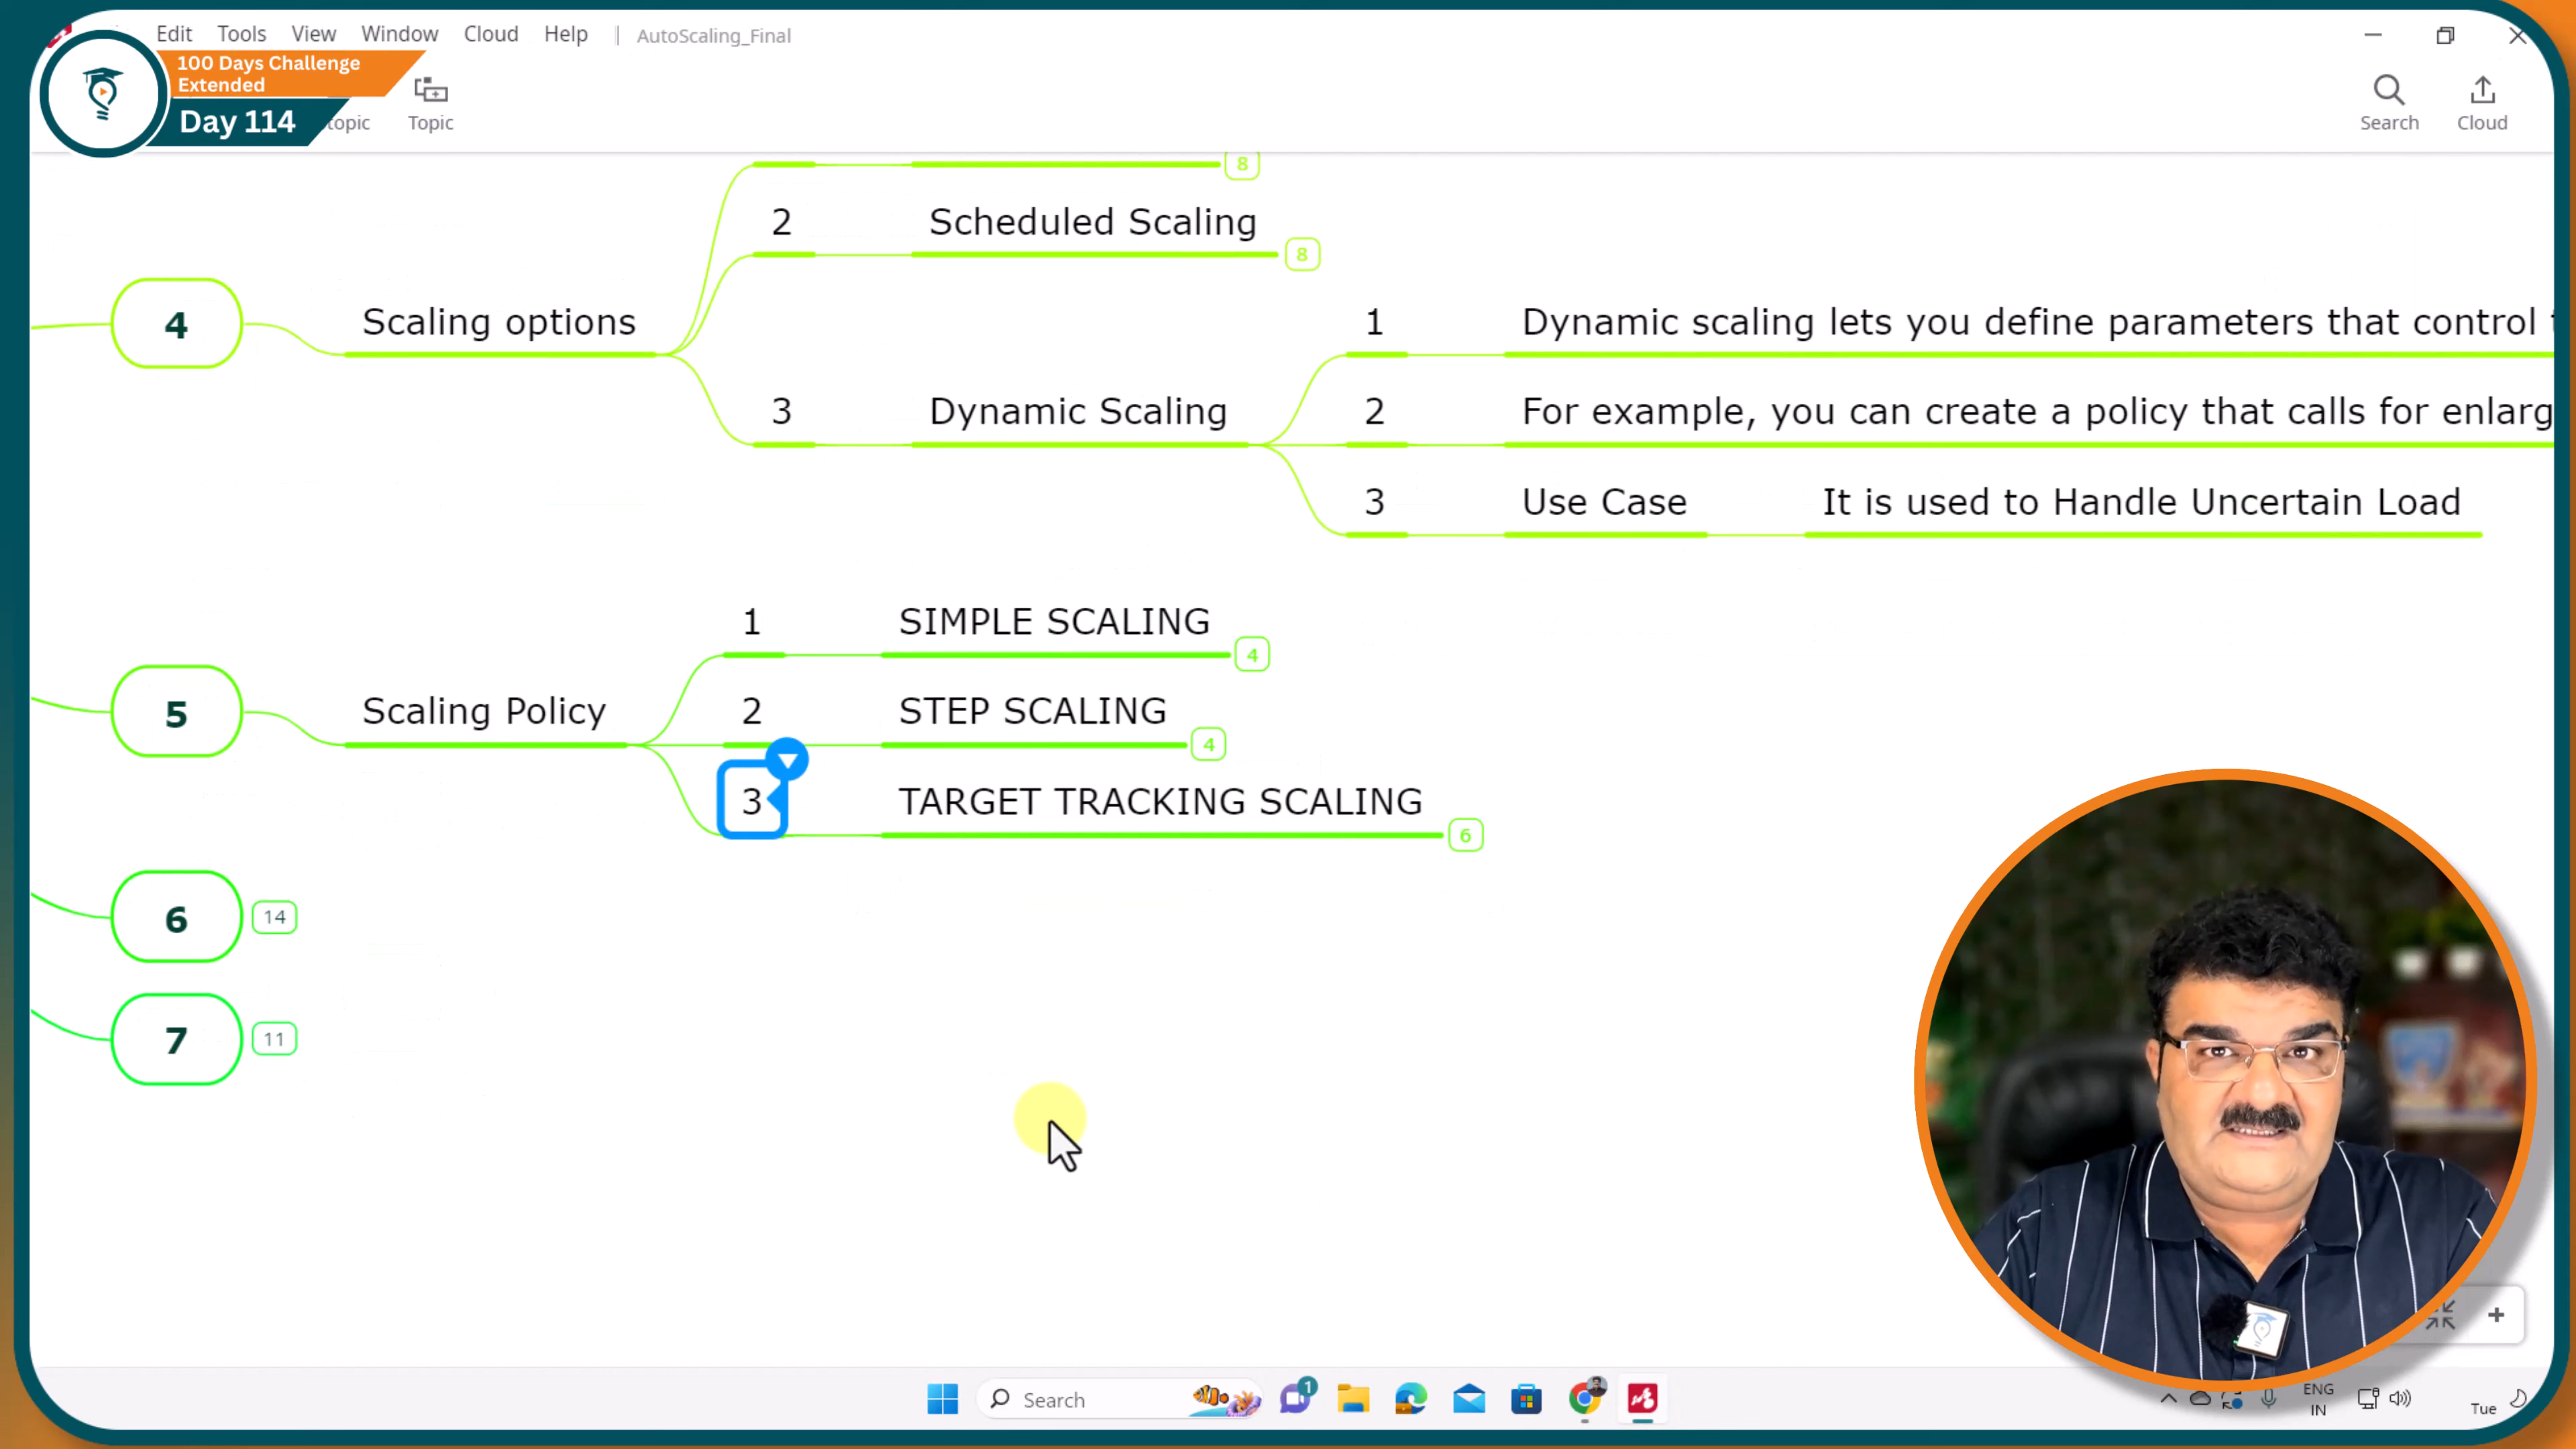 Edit Tools View Window Cloud Help AutoScaling_Final
100 Days Challenge
Extended
Day 114
topic
Topic
Search
Cloud
8
2 Scheduled Scaling 8
4 Scaling options
1 Dynamic scaling lets you define parameters that control
3 Dynamic Scaling
2 For example, you can create a policy that calls for enlarg
3 Use Case It is used to Handle Uncertain Load
1 SIMPLE SCALING 4
5 Scaling Policy
2 STEP SCALING 4
3 TARGET TRACKING SCALING 6
6 14
7 11
Search
1
ENG
IN
Tue